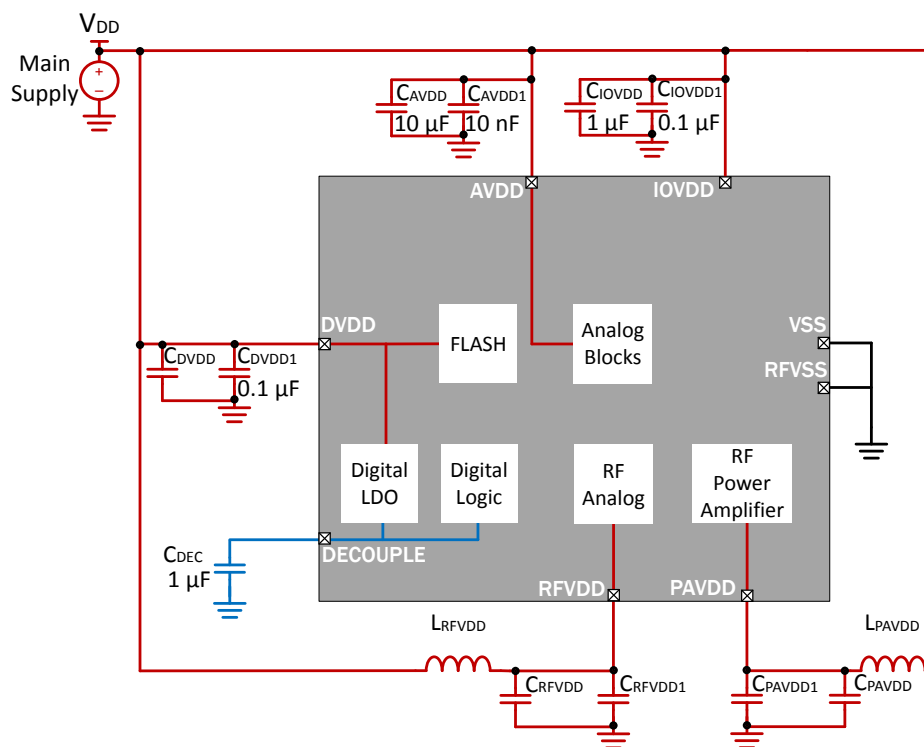 VDD
Main
Supply
+
−
CAVDD
10 µF
CAVDD1
10 nF
CIOVDD
1 µF
CIOVDD1
0.1 µF
AVDD
IOVDD
DVDD
CDVDD
CDVDD1
0.1 µF
FLASH
Analog
Blocks
VSS
RFVSS
Digital
LDO
Digital
Logic
RF
Analog
RF
Power
Amplifier
CDEC
1 µF
DECOUPLE
RFVDD
PAVDD
LRFVDD
LPAVDD
CRFVDD
CRFVDD1
CPAVDD1
CPAVDD